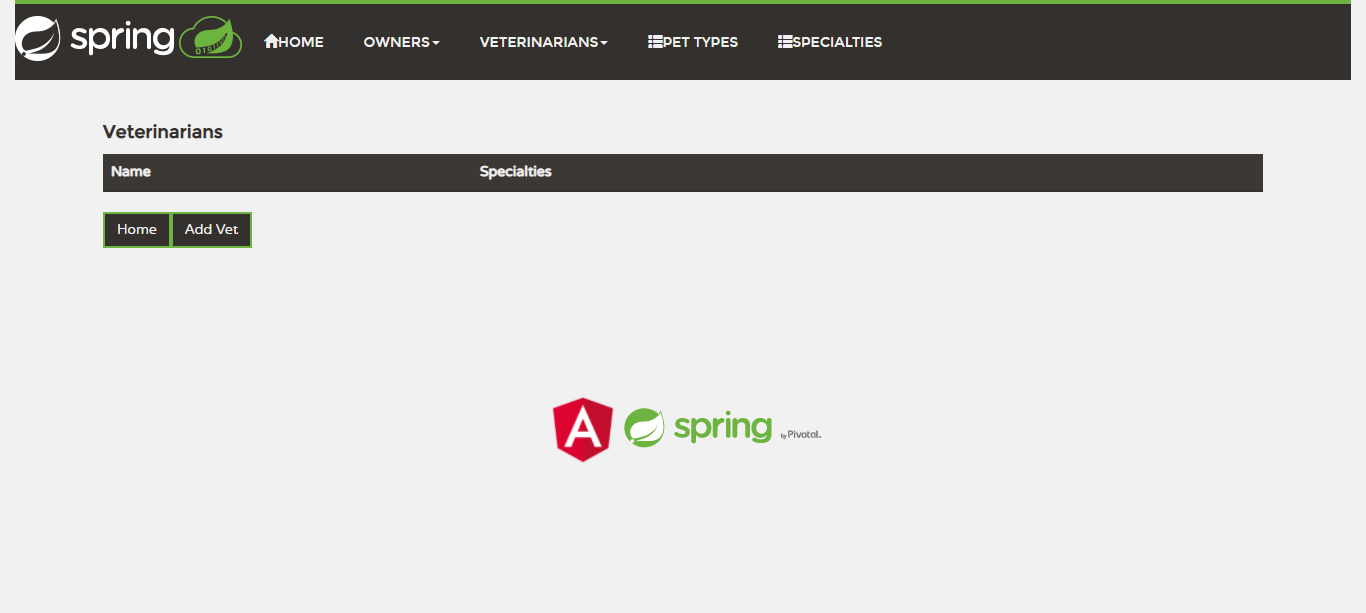 spring HOME OWNERS VETERINARIANS PET TYPES SPECIALTIES
Veterinarians
Name Specialties
Home Add Vet
A spring by Pivotal.